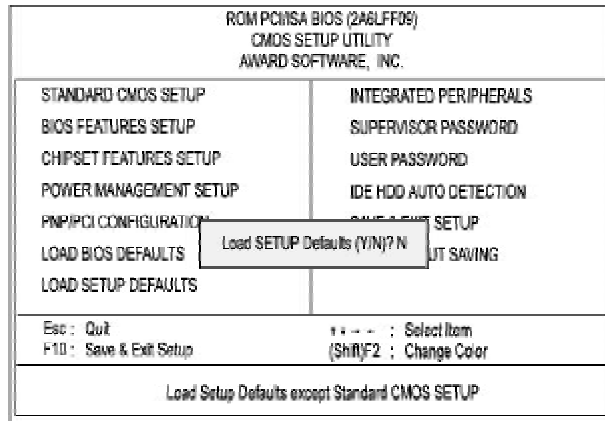 ROM PCI/ISA BIOS (2A6LFF09)
CMOS SETUP UTILITY
AWARD SOFTWARE, INC.
STANDARD CMOS SETUP
BIOS FEATURES SETUP
CHIPSET FEATURES SETUP
POWER MANAGEMENT SETUP
PNP/PCI CONFIGURATION
LOAD BIOS DEFAULTS
LOAD SETUP DEFAULTS
INTEGRATED PERIPHERALS
SUPERVISOR PASSWORD
USER PASSWORD
IDE HDD AUTO DETECTION
SETUP
SAVING
Load SETUP Defaults (Y/N)? N
Esc : Quit
F10 : Save & Exit Setup
: Select Item
(Shift)F2 : Change Color
Load Setup Defaults except Standard CMOS SETUP